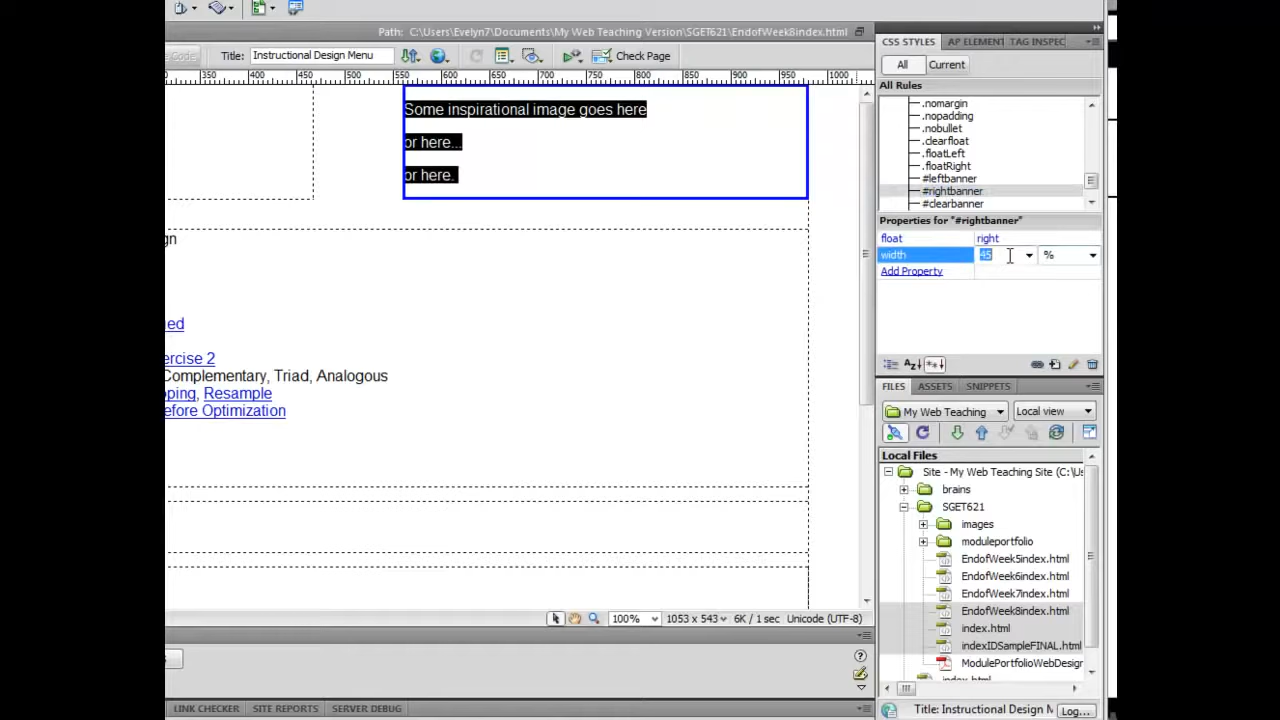 Path: C:\Users\Evelyn7\Documents\My Web Teaching Version\SGET621\EndofWeek8index.html
Code Title: Instructional Design Menu Check Page
350 400 450 500 550 600 650 700 750 800 850 900 950 1000
Some inspirational image goes here
or here...
or here.
gn
ed
ercise 2
Complementary, Triad, Analogous
ping, Resample
efore Optimization
100% 1053 x 543 6K / 1 sec Unicode (UTF-8)
LINK CHECKER SITE REPORTS SERVER DEBUG
CSS STYLES AP ELEMENT TAG INSPEC
All Current
All Rules
.nomargin
.nopadding
.nobullet
.clearfloat
.floatLeft
.floatRight
#leftbanner
#rightbanner
#clearbanner
Properties for "#rightbanner"
float right
width 45 %
Add Property
FILES ASSETS SNIPPETS
My Web Teaching Local view
Local Files
Site - My Web Teaching Site (C:\Us
brains
SGET621
images
moduleportfolio
EndofWeek5index.html
EndofWeek6index.html
EndofWeek7index.html
EndofWeek8index.html
index.html
indexIDSampleFINAL.html
ModulePortfolioWebDesign
index.html
Title: Instructional Design M Log...